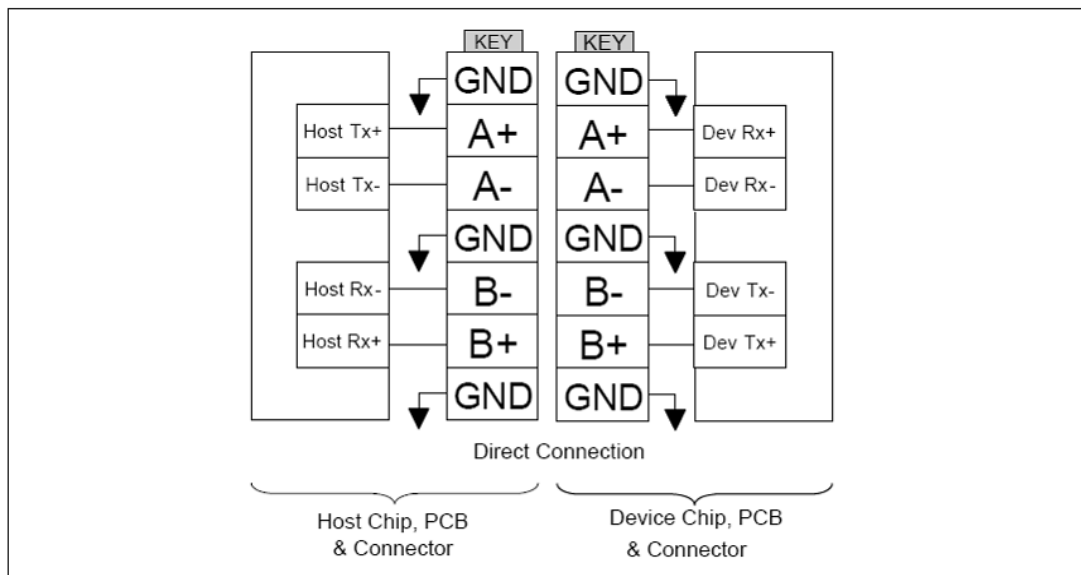 KEY KEY
GND GND
Host Tx+ A+ A+ Dev Rx+
Host Tx- A- A- Dev Rx-
GND GND
Host Rx- B- B- Dev Tx-
Host Rx+ B+ B+ Dev Tx+
GND GND
Direct Connection
Host Chip, PCB
& Connector
Device Chip, PCB
& Connector